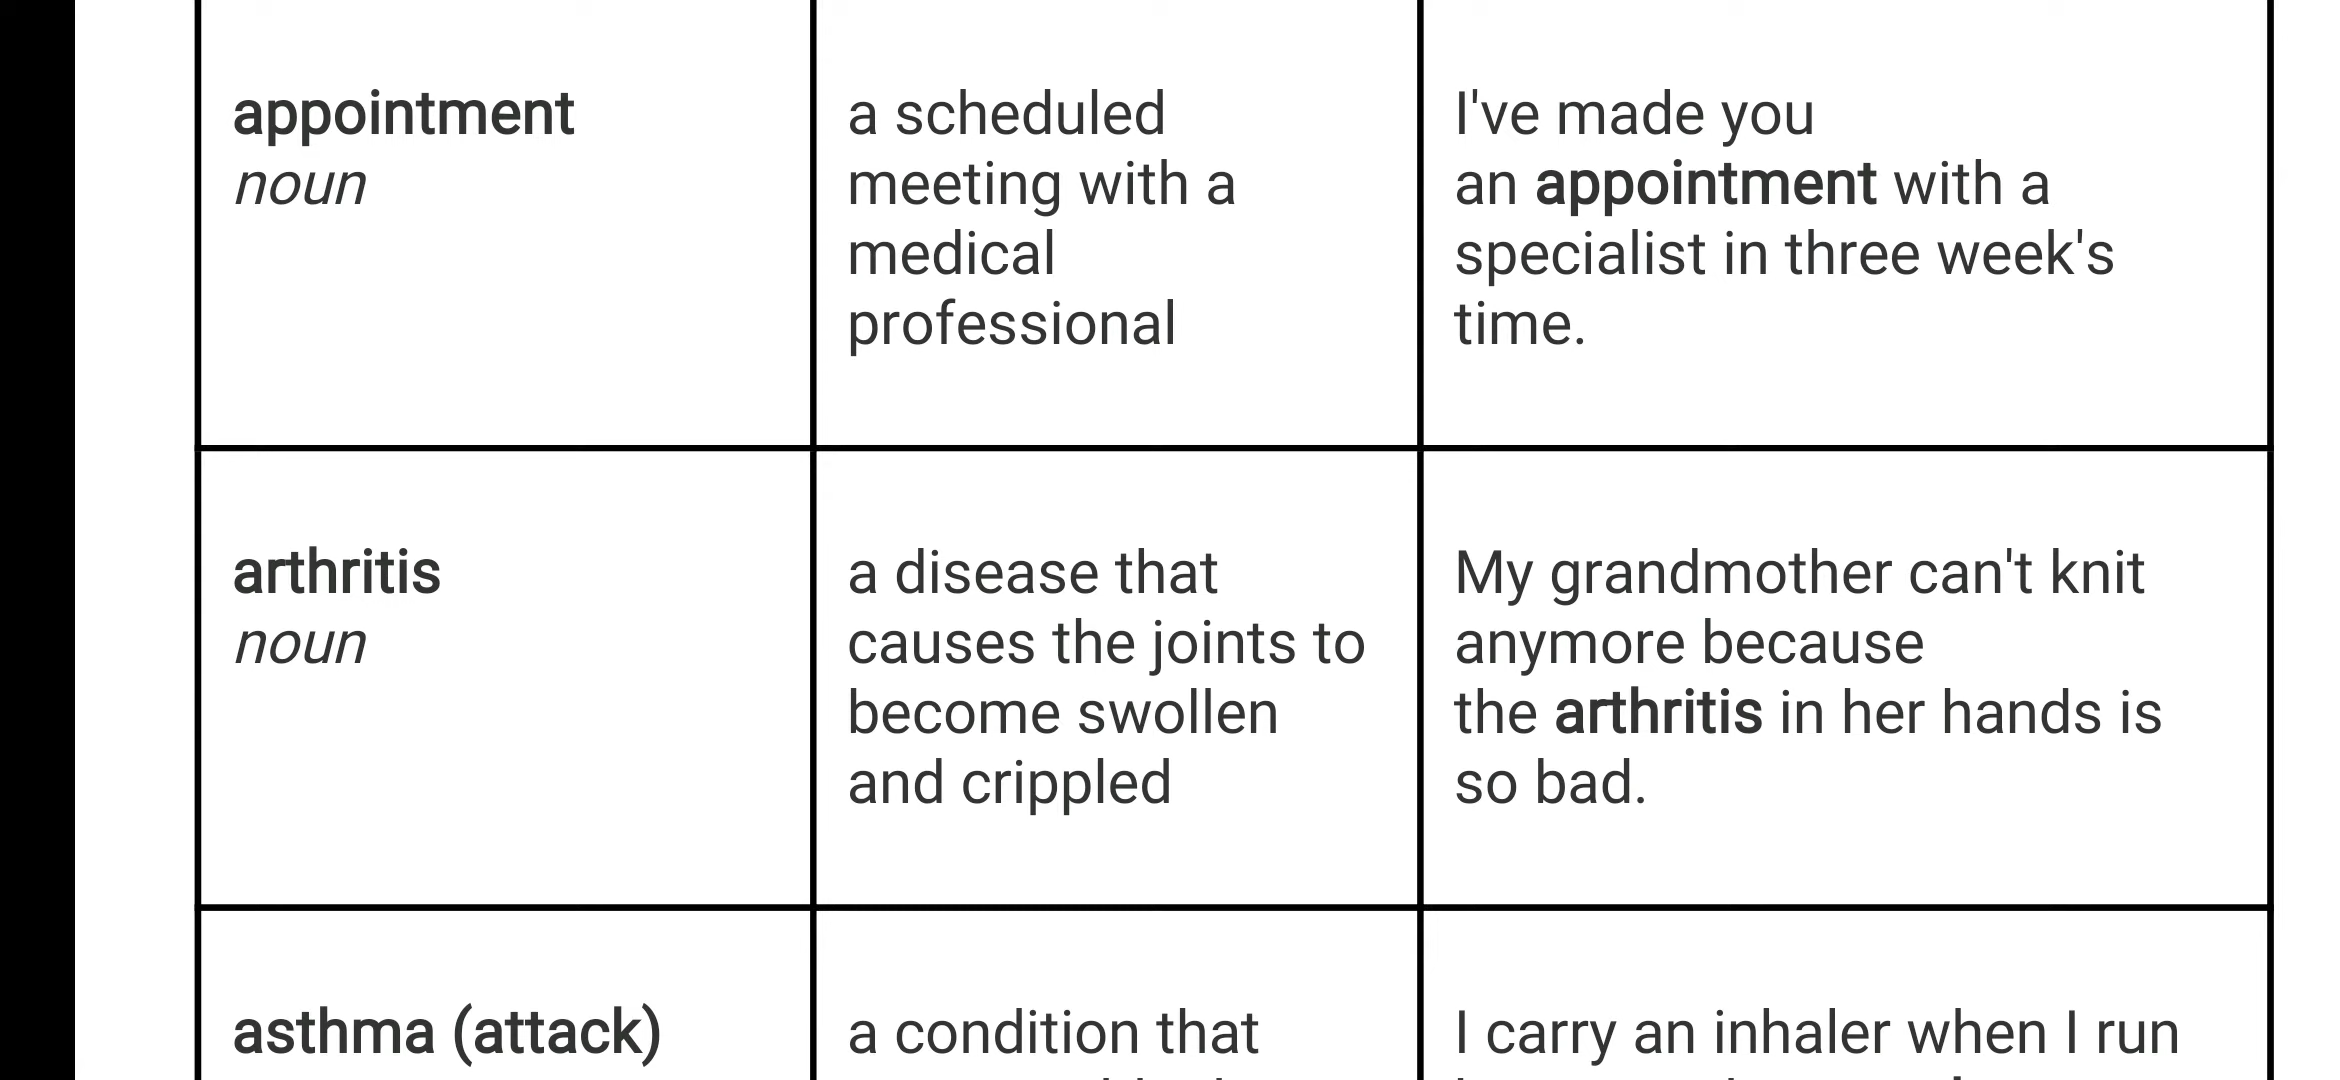 appointment
noun
a scheduled
meeting with a
medical
professional
I've made you
an appointment with a
specialist in three week's
time.
arthritis
noun
a disease that
causes the joints to
become swollen
and crippled
My grandmother can't knit
anymore because
the arthritis in her hands is
so bad.
asthma (attack)
a condition that
I carry an inhaler when I run